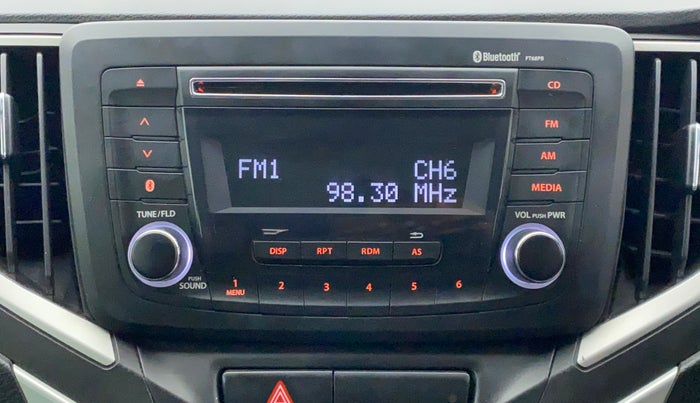 Bluetooth® PT68PB
CD
FM
AM
MEDIA
FM1 CH6
98.30 MHz
TUNE/FLD
VOL PUSH PWR
DISP RPT RDM AS
PUSH
SOUND
1 2 3 4 5 6
MENU